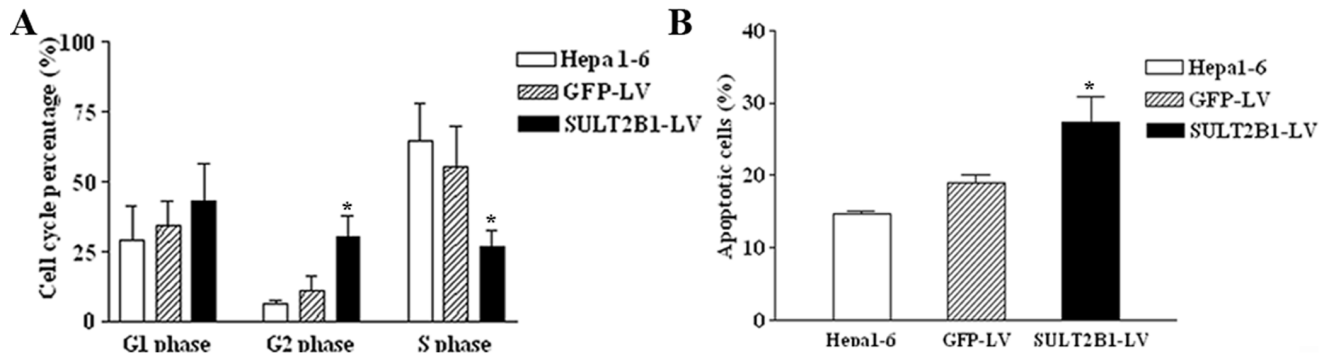 A
Cell cycle percentage (%)
100
75
50
25
0
Hepa 1-6
GFP-LV
SULT2B1-LV
*
*
G1 phase
G2 phase
S phase
B
Apoptotic cells (%)
40
30
20
10
0
*
Hepa1-6
GFP-LV
SULT2B1-LV
Hepa1-6
GFP-LV
SULT2B1-LV